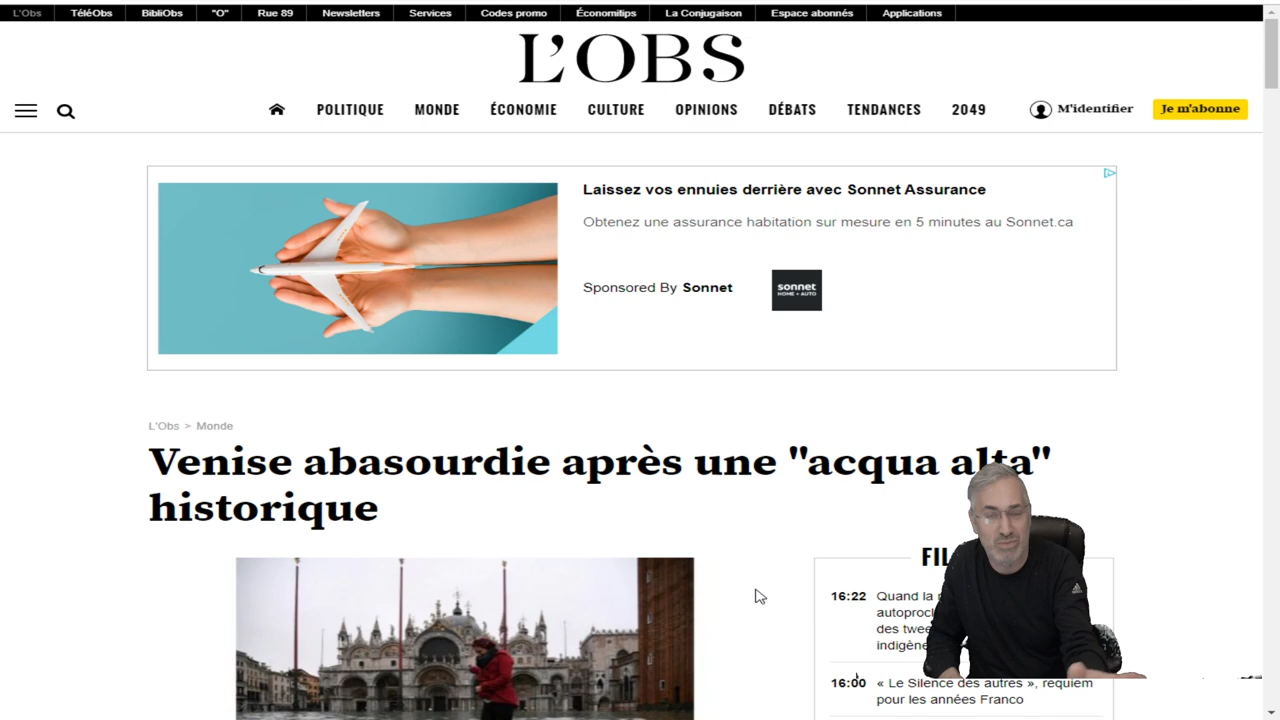 L'Obs TéléObs BibliObs "O" Rue 89 Newsletters Services Codes promo Économitips La Conjugaison Espace abonnés Applications
L'OBS
POLITIQUE MONDE ÉCONOMIE CULTURE OPINIONS DÉBATS TENDANCES 2049 M'identifier Je m'abonne
Laissez vos ennuies derrière avec Sonnet Assurance
Obtenez une assurance habitation sur mesure en 5 minutes au Sonnet.ca
Sponsored By Sonnet
sonnet
HOME + AUTO
L'Obs > Monde
Venise abasourdie après une "acqua alta"
historique
16:22 Quand la
des
16:00 « Le Silence des autres », requiem
pour les années Franco